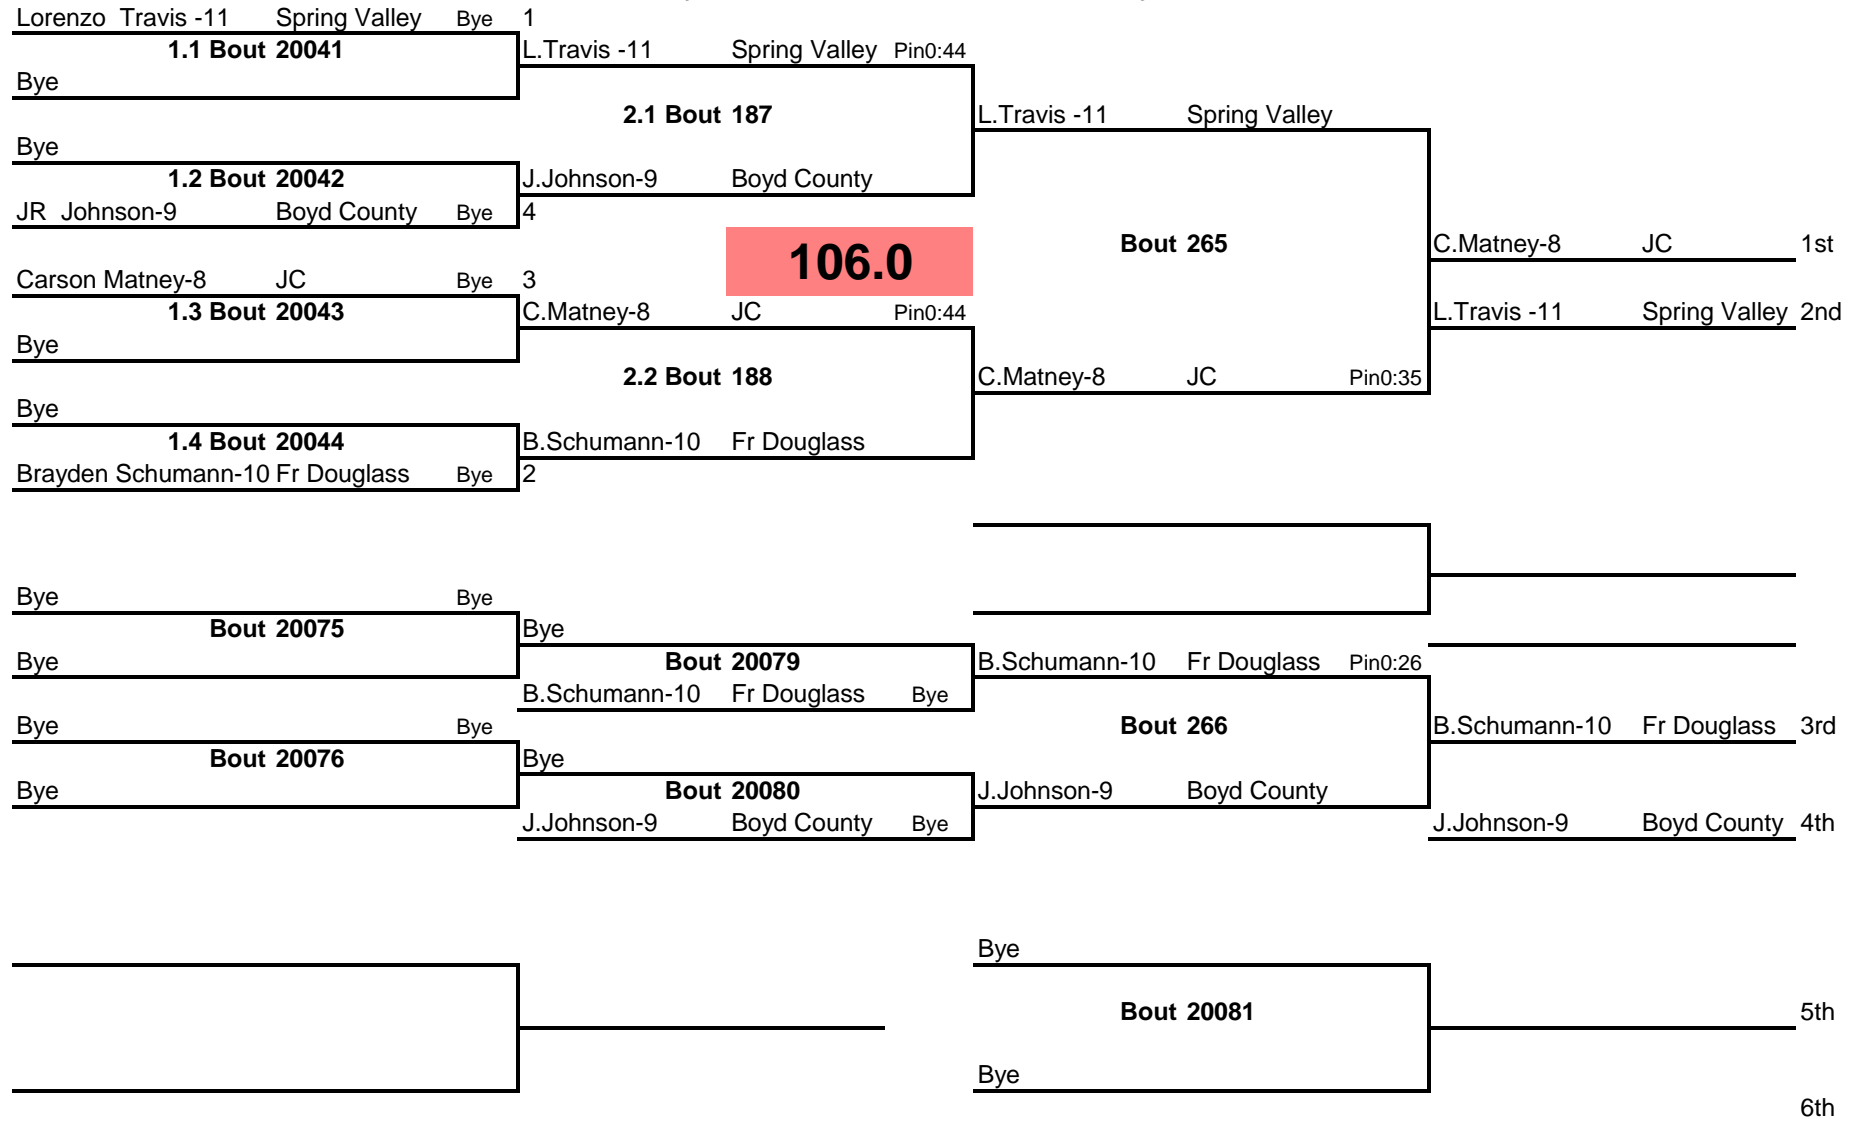 Lorenzo Travis -11 Spring Valley Bye 1
1.1 Bout 20041 L.Travis -11 Spring Valley Pin0:44
Bye
2.1 Bout 187 L.Travis -11 Spring Valley
Bye
1.2 Bout 20042 J.Johnson-9 Boyd County
JR Johnson-9 Boyd County Bye 4
106.0 Bout 265 C.Matney-8 JC 1st
Carson Matney-8 JC Bye 3
1.3 Bout 20043 C.Matney-8 JC Pin0:44 L.Travis -11 Spring Valley 2nd
Bye
2.2 Bout 188 C.Matney-8 JC Pin0:35
Bye
1.4 Bout 20044 B.Schumann-10 Fr Douglass
Brayden Schumann-10 Fr Douglass Bye 2
Bye Bye
Bout 20075 Bye
Bye Bout 20079 B.Schumann-10 Fr Douglass Pin0:26
B.Schumann-10 Fr Douglass Bye
Bye Bye Bout 266 B.Schumann-10 Fr Douglass 3rd
Bout 20076 Bye
Bye Bout 20080 J.Johnson-9 Boyd County
J.Johnson-9 Boyd County Bye J.Johnson-9 Boyd County 4th
Bye
Bout 20081 5th
Bye
6th